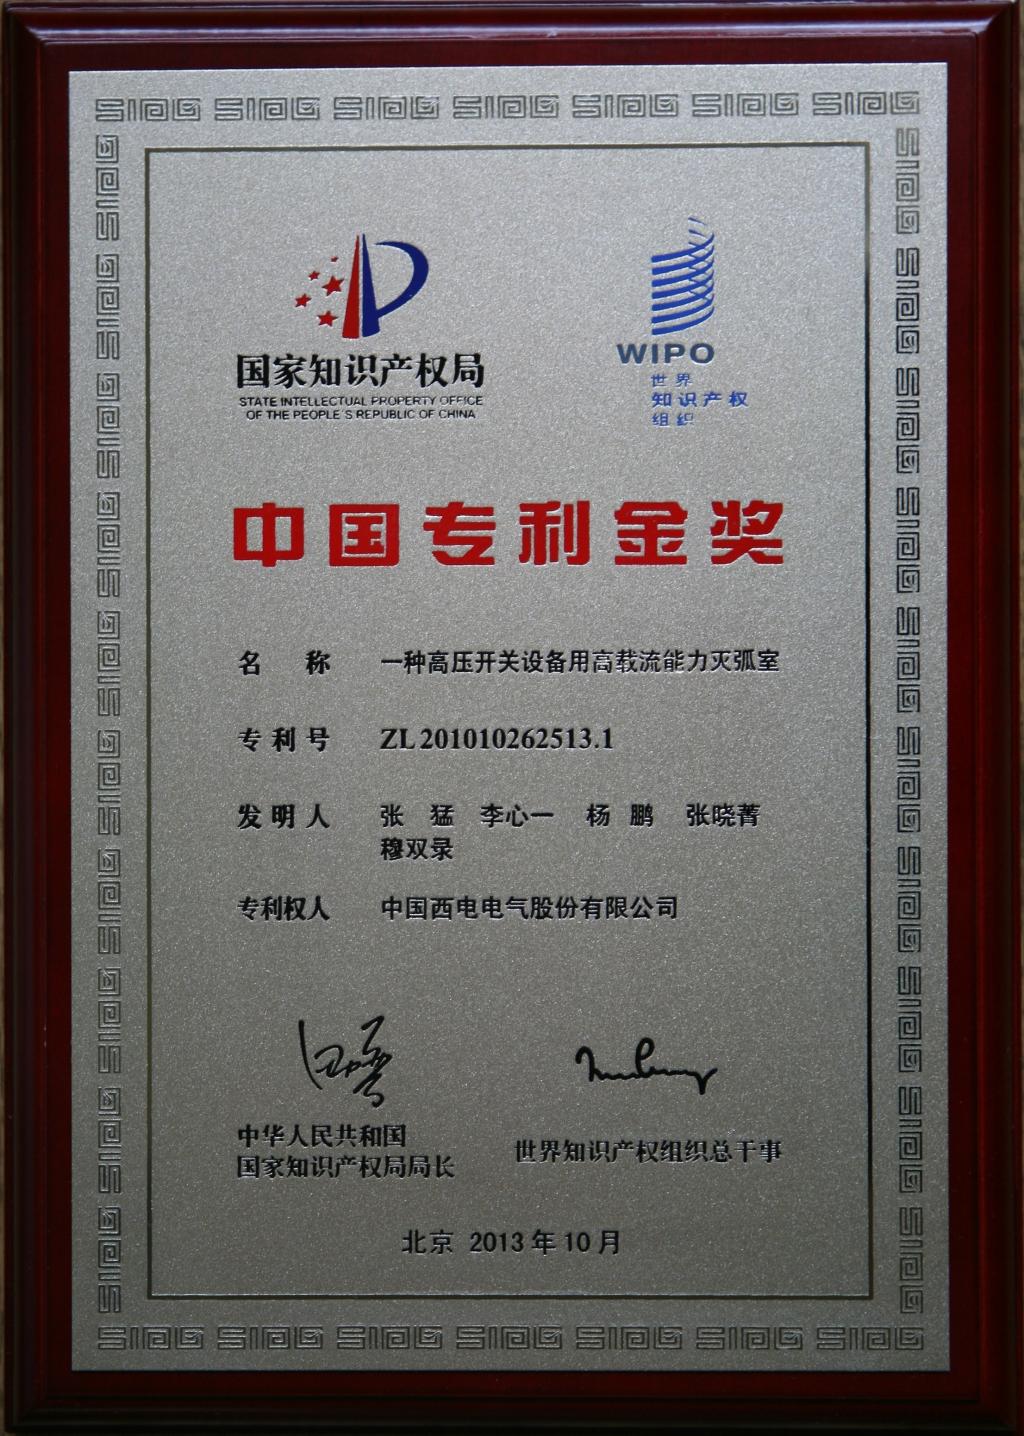 国家知识产权局
STATE INTELLECTUAL PROPERTY OFFICE
OF THE PEOPLE'S REPUBLIC OF CHINA
WIPO
世界
知识产权
组织
中国专利金奖
名 称 一种高压开关设备用高载流能力灭弧室
专利号 ZL 201010262513.1
发明人 张 猛 李心一 杨 鹏 张晓菁
穆双录
专利权人 中国西电电气股份有限公司
中华人民共和国
国家知识产权局局长
世界知识产权组织总干事
北京 2013年10月